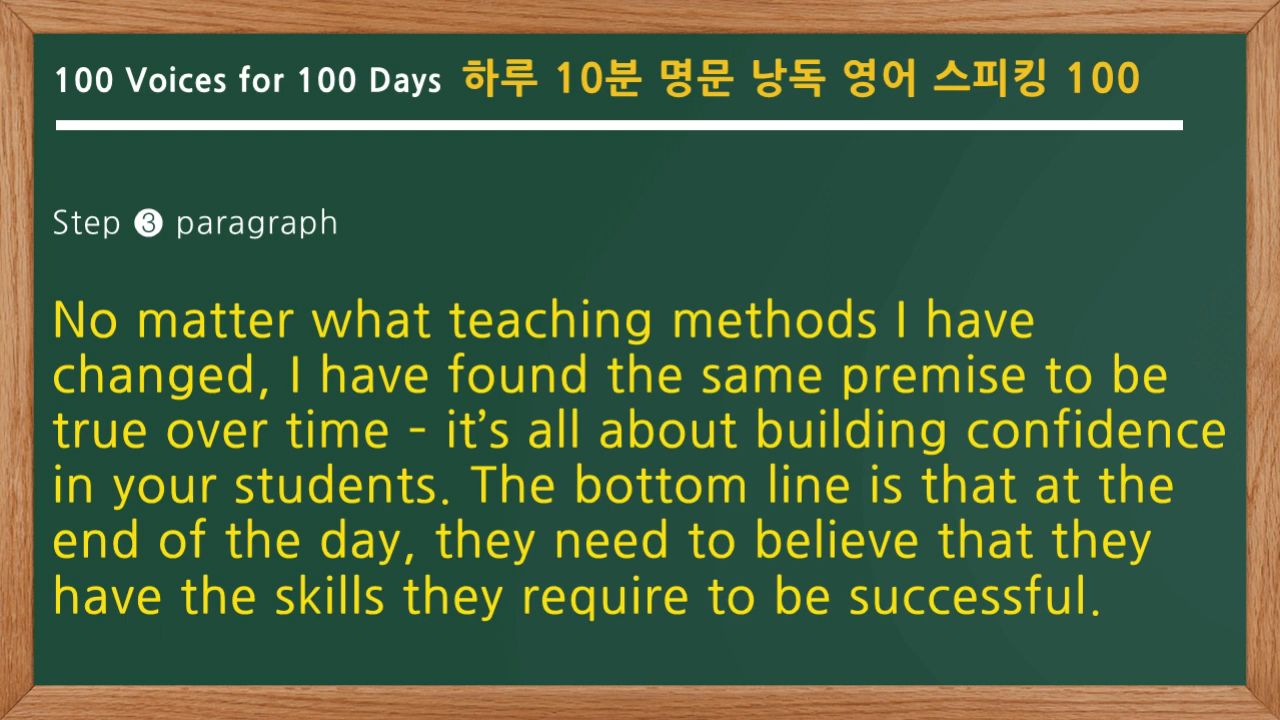 100 Voices for 100 Days 하루 10분 명문 낭독 영어 스피킹 100
Step ❸ paragraph
No matter what teaching methods I have
changed, I have found the same premise to be
true over time - it’s all about building confidence
in your students. The bottom line is that at the
end of the day, they need to believe that they
have the skills they require to be successful.